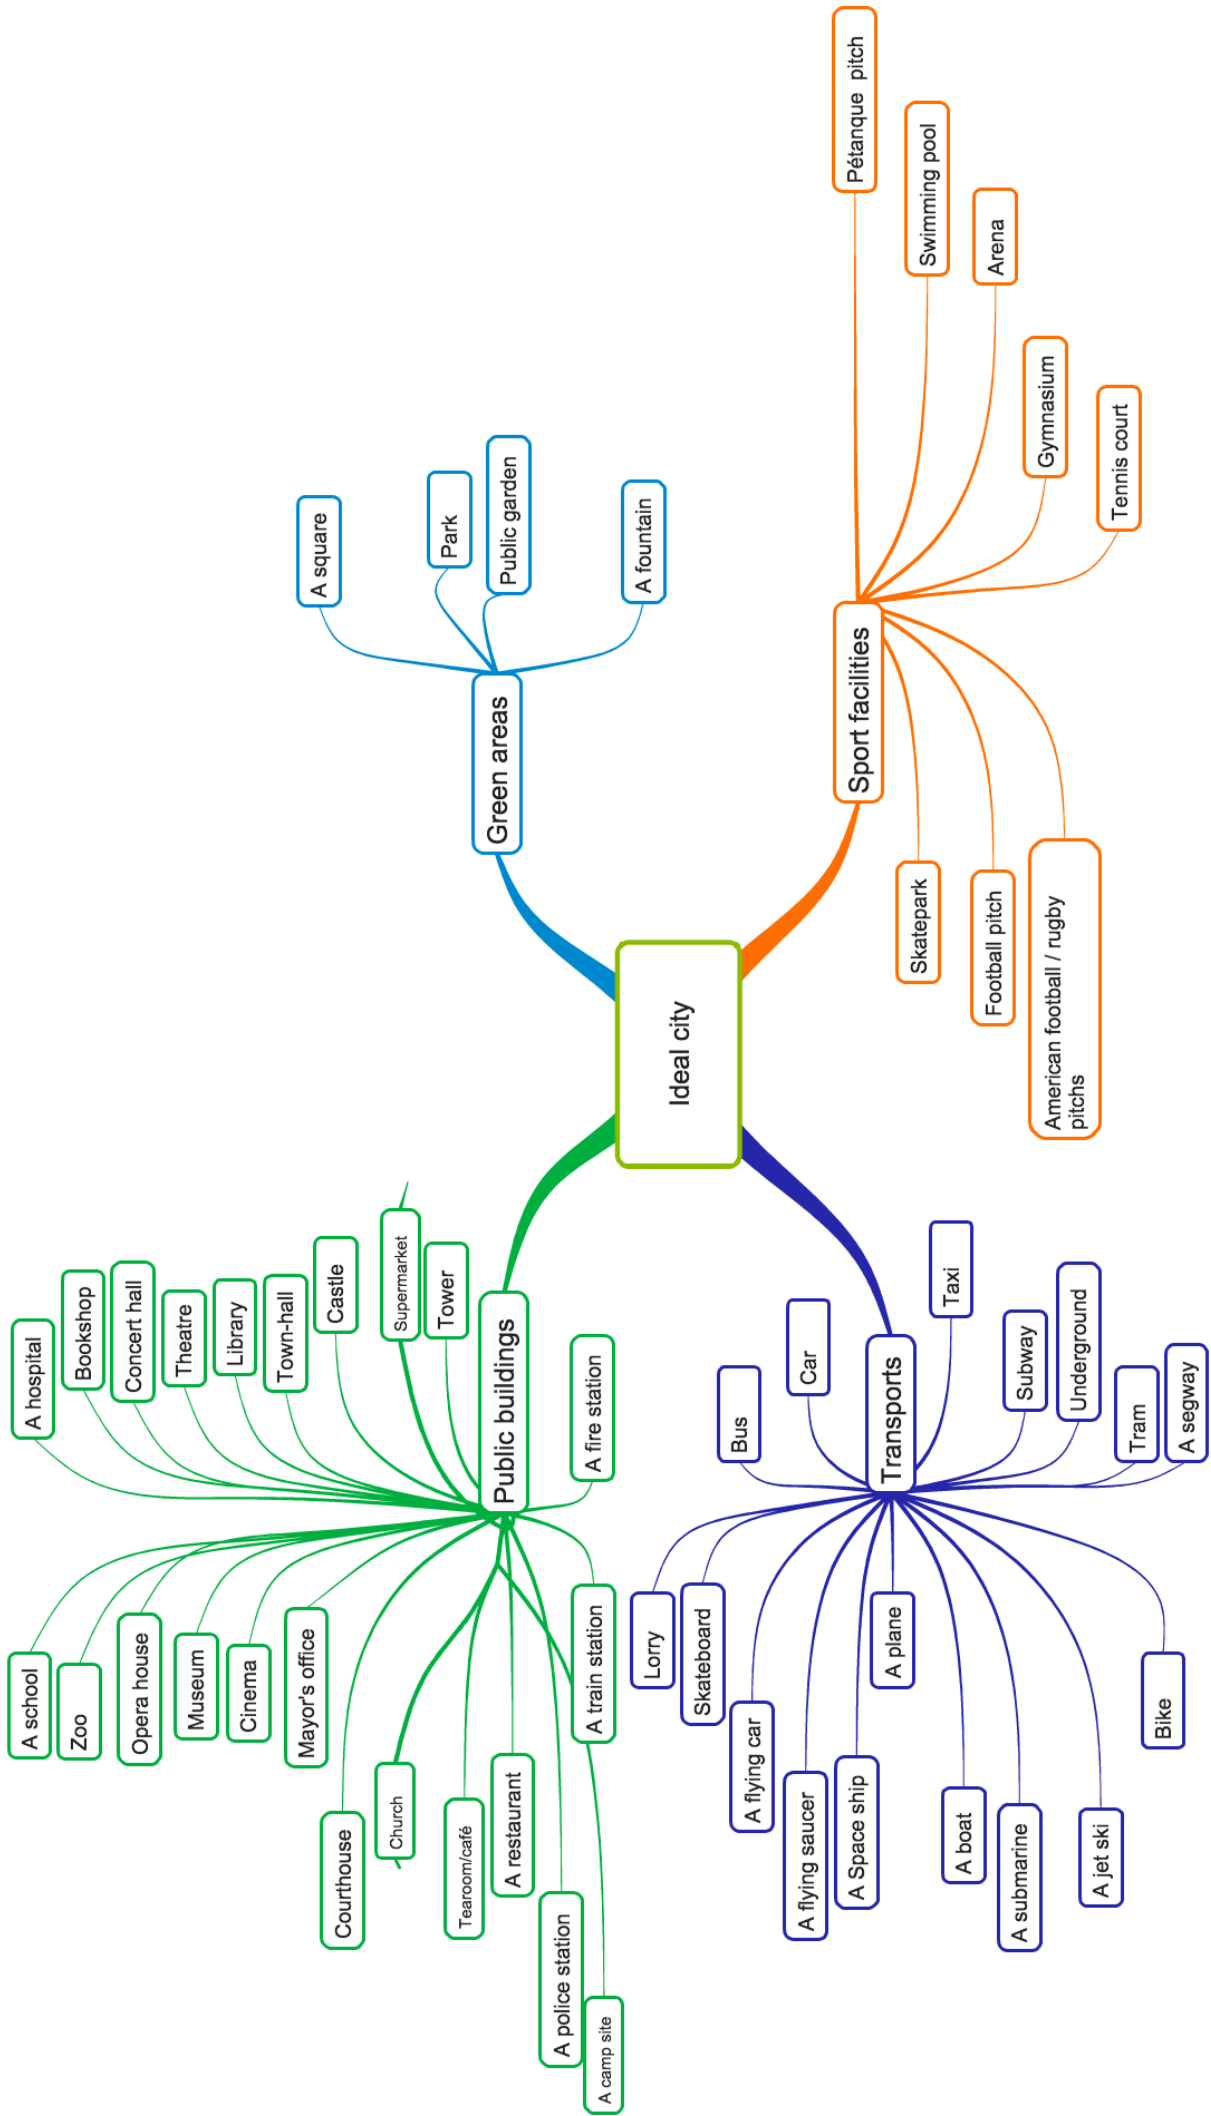 Ideal city
Public buildings
A hospital
Bookshop
Concert hall
Theatre
Library
Town-hall
Castle
Supermarket
Tower
A fire station
A school
Zoo
Opera house
Museum
Cinema
Mayor's office
Courthouse
Church
Tearoom/café
A restaurant
A police station
A train station
A camp site
Green areas
A square
Park
Public garden
A fountain
Sport facilities
Pétanque pitch
Swimming pool
Arena
Gymnasium
Tennis court
Skatepark
Football pitch
American football / rugby
pitchs
Transports
Bus
Car
Taxi
Subway
Underground
Tram
A segway
Lorry
Skateboard
A flying car
A flying saucer
A Space ship
A plane
A boat
A submarine
A jet ski
Bike